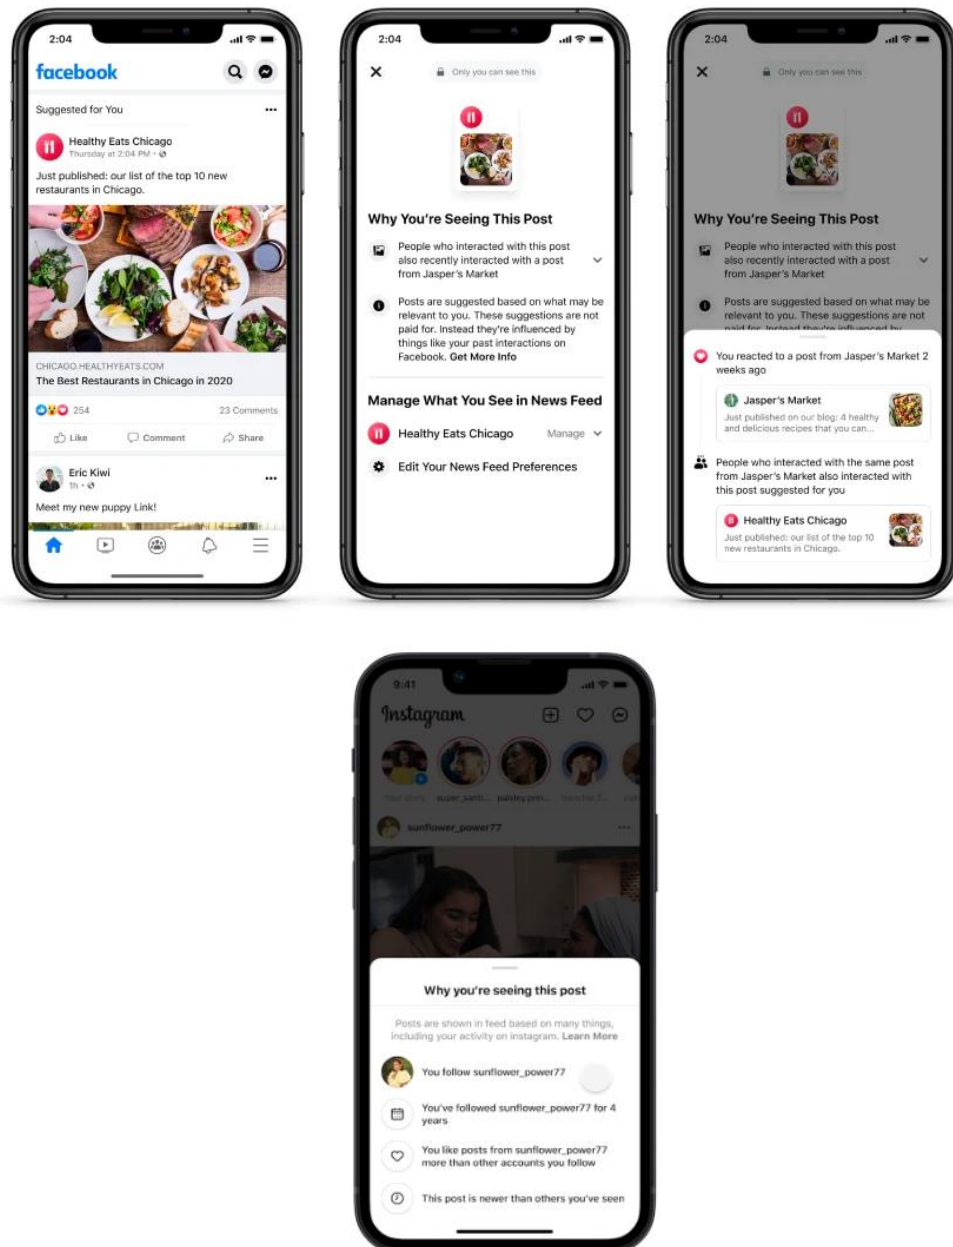 2:04
facebook
Suggested for You
Healthy Eats Chicago
Thursday at 2:04 PM •
Just published: our list of the top 10 new
restaurants in Chicago.
CHICAGO.HEALTHYEATS.COM
The Best Restaurants in Chicago in 2020
254
23 Comments
Like
Comment
Share
Eric Kiwi
1h •
Meet my new puppy Link!
2:04
Only you can see this
Why You're Seeing This Post
People who interacted with this post
also recently interacted with a post
from Jasper's Market
Posts are suggested based on what may be
relevant to you. These suggestions are not
paid for. Instead they're influenced by
things like your past interactions on
Facebook. Get More Info
Manage What You See in News Feed
Healthy Eats Chicago
Manage
Edit Your News Feed Preferences
2:04
Only you can see this
Why You're Seeing This Post
People who interacted with this post
also recently interacted with a post
from Jasper's Market
Posts are suggested based on what may be
relevant to you. These suggestions are not
paid for. Instead they're influenced by
You reacted to a post from Jasper's Market 2
weeks ago
Jasper's Market
Just published on our blog: 4 healthy
and delicious recipes that you can...
People who interacted with the same post
from Jasper's Market also interacted with
this post suggested for you
Healthy Eats Chicago
Just published: our list of the top 10
new restaurants in Chicago.
9:41
Instagram
Your story
super_santi...
paisley.prin...
sunflower_power77
Why you're seeing this post
Posts are shown in feed based on many things,
including your activity on instagram. Learn More
You follow sunflower_power77
You've followed sunflower_power77 for 4
years
You like posts from sunflower_power77
more than other accounts you follow
This post is newer than others you've seen